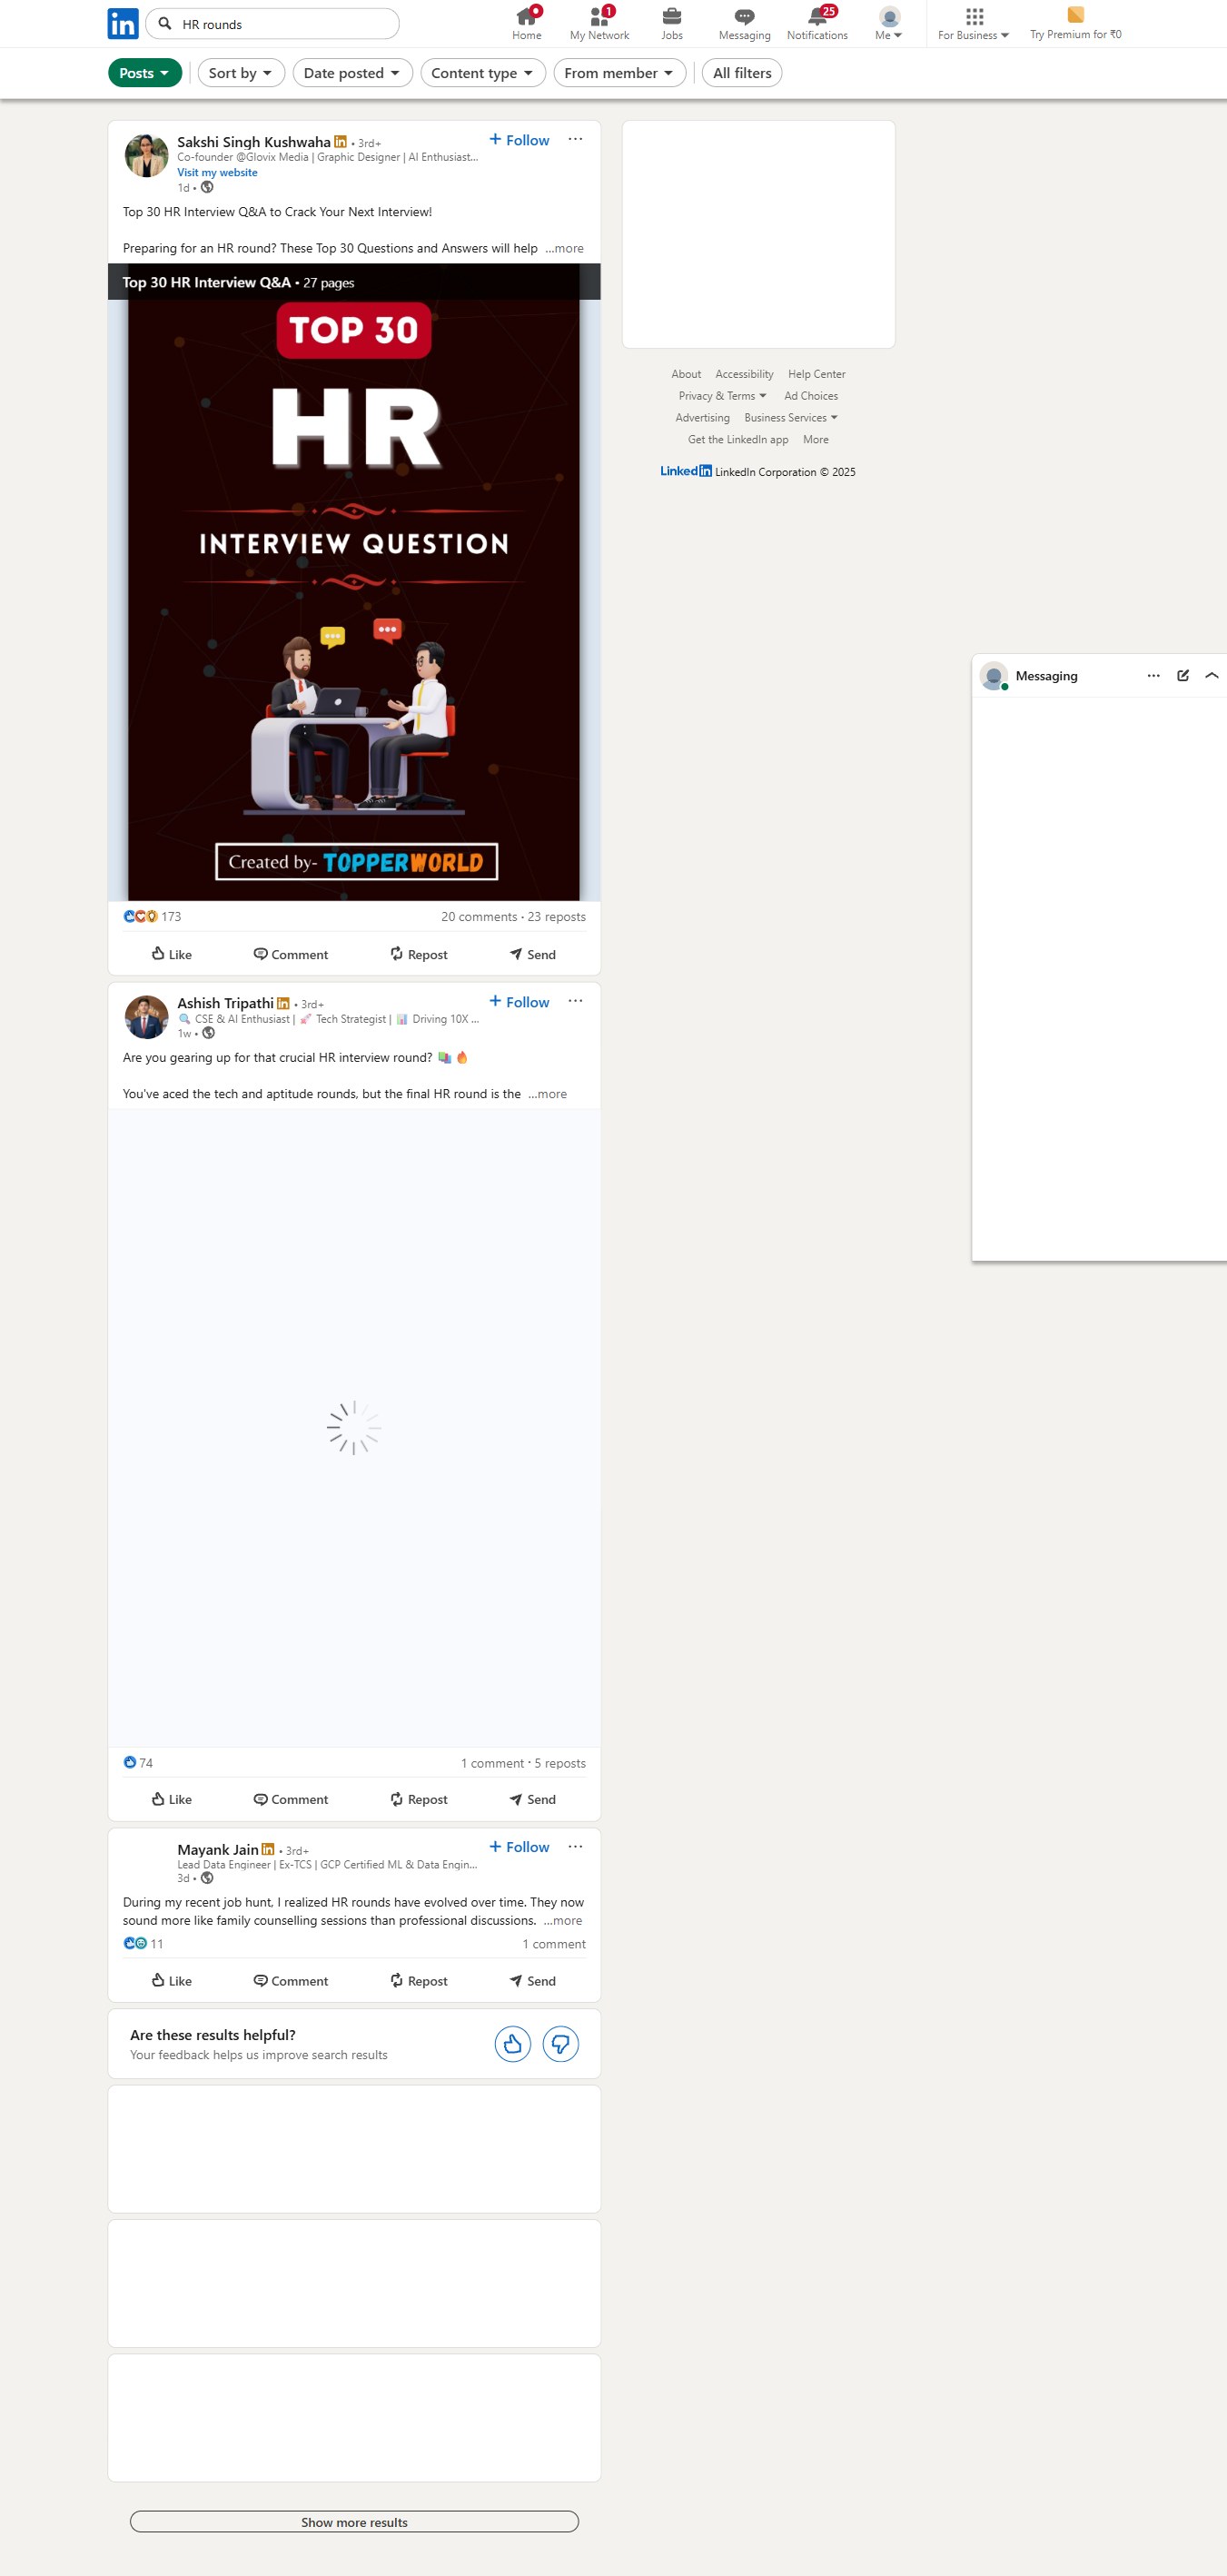 in
HR rounds
Home
1
My Network
Jobs
Messaging
25
Notifications
Me
For Business
Try Premium for ₹0
Posts
Sort by
Date posted
Content type
From member
All filters
Sakshi Singh Kushwaha in • 3rd+
Co-founder @Glovix Media | Graphic Designer | AI Enthusiast...
Visit my website
1d •
+ Follow
Top 30 HR Interview Q&A to Crack Your Next Interview!
Preparing for an HR round? These Top 30 Questions and Answers will help ...more
Top 30 HR Interview Q&A • 27 pages
TOP 30
HR
INTERVIEW QUESTION
Created by- TOPPERWORLD
173
20 comments • 23 reposts
Like
Comment
Repost
Send
Ashish Tripathi in • 3rd+
CSE & AI Enthusiast | Tech Strategist | Driving 10X ...
1w •
+ Follow
Are you gearing up for that crucial HR interview round?
You've aced the tech and aptitude rounds, but the final HR round is the ...more
74
1 comment • 5 reposts
Like
Comment
Repost
Send
Mayank Jain in • 3rd+
Lead Data Engineer | Ex-TCS | GCP Certified ML & Data Engin...
3d •
+ Follow
During my recent job hunt, I realized HR rounds have evolved over time. They now
sound more like family counselling sessions than professional discussions. ...more
11
1 comment
Like
Comment
Repost
Send
Are these results helpful?
Your feedback helps us improve search results
Show more results
About
Accessibility
Help Center
Privacy & Terms
Ad Choices
Advertising
Business Services
Get the LinkedIn app
More
LinkedIn LinkedIn Corporation © 2025
Messaging